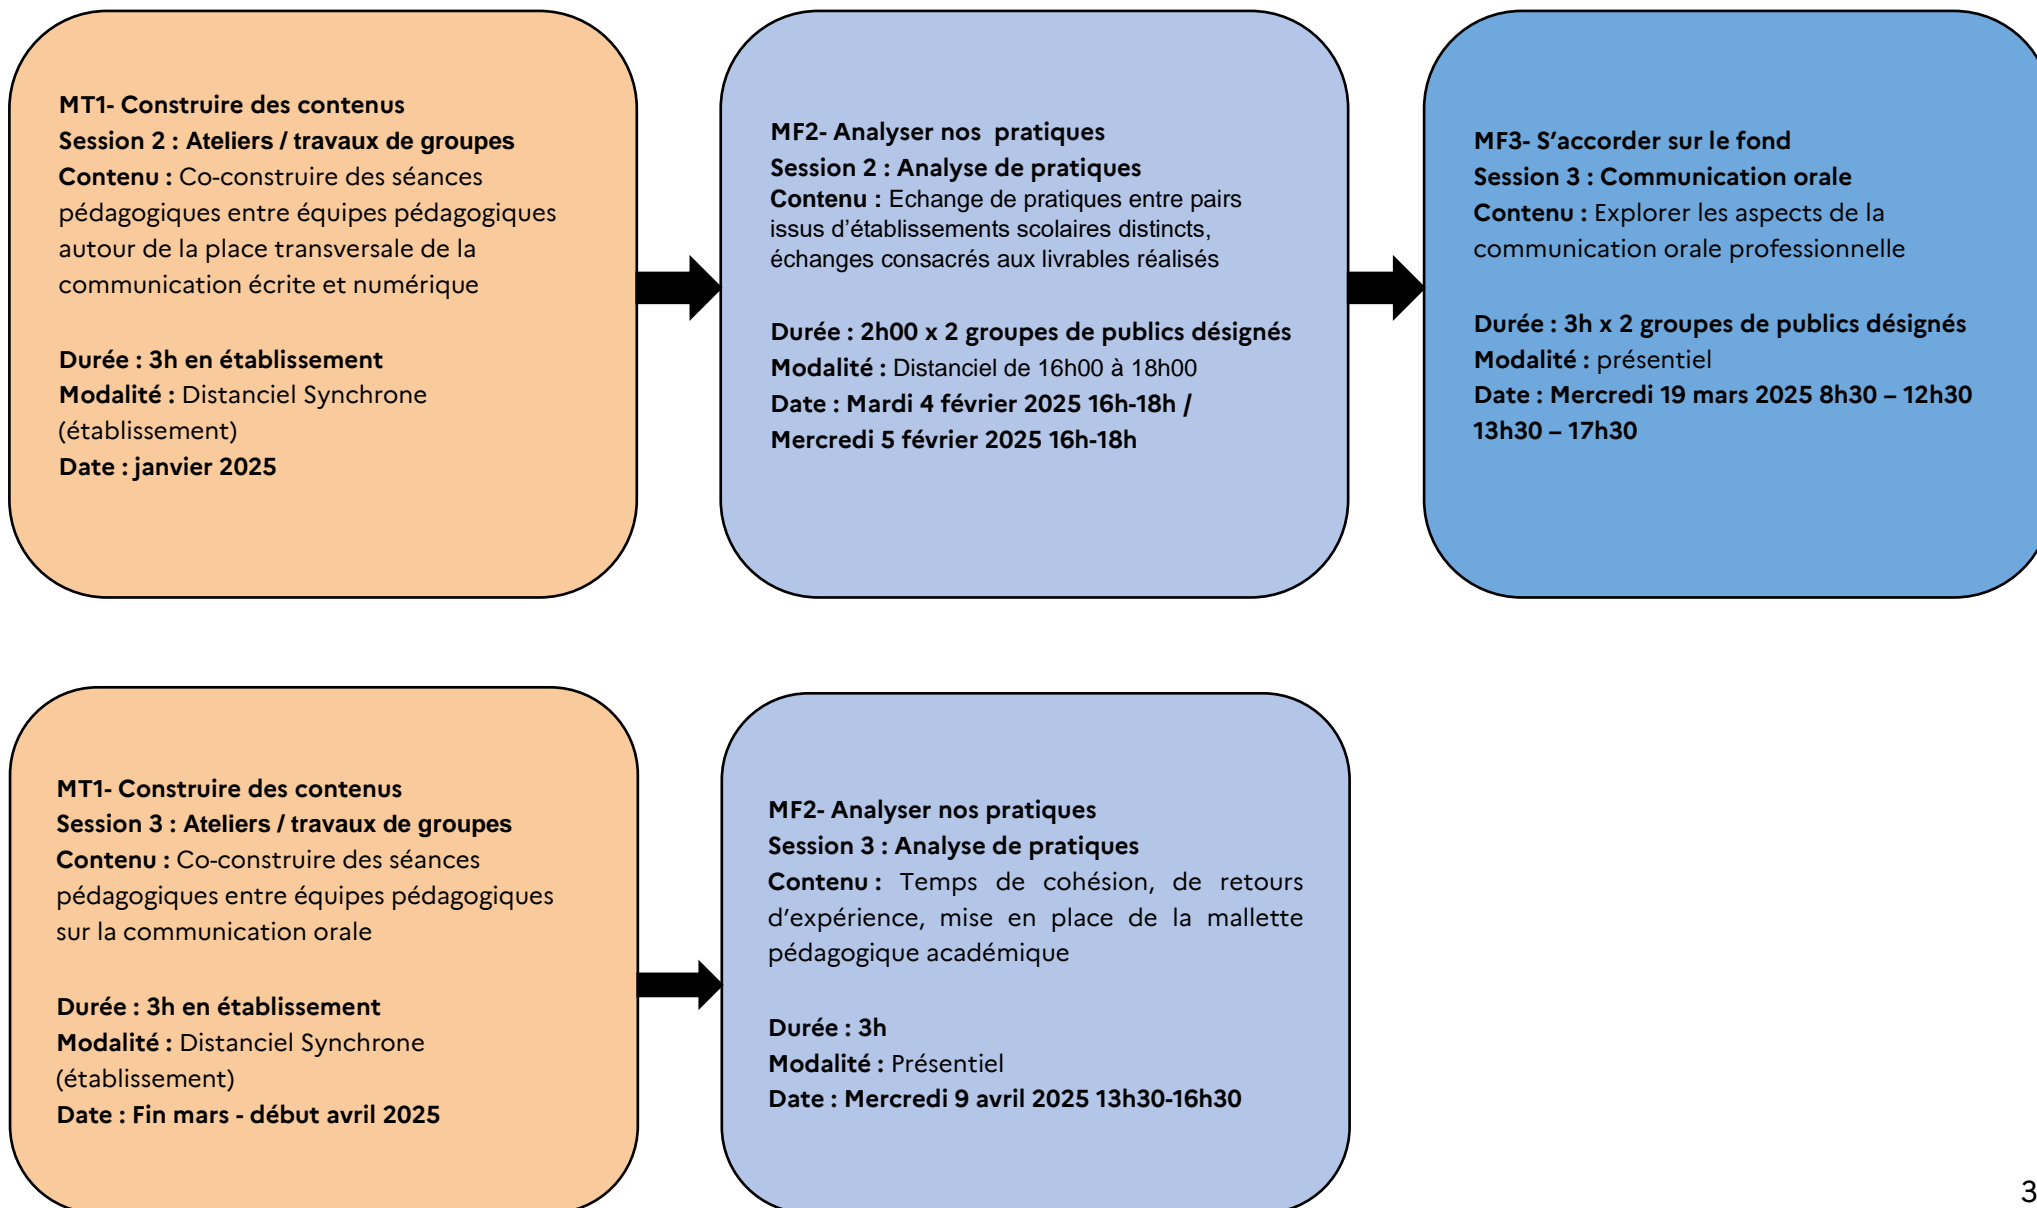 MT1- Construire des contenus
Session 2 : Ateliers / travaux de groupes
Contenu : Co-construire des séances
pédagogiques entre équipes pédagogiques
autour de la place transversale de la
communication écrite et numérique
Durée : 3h en établissement
Modalité : Distanciel Synchrone
(établissement)
Date : janvier 2025
MF2- Analyser nos  pratiques
Session 2 : Analyse de pratiques
Contenu : Echange de pratiques entre pairs
issus d’établissements scolaires distincts,
échanges consacrés aux livrables réalisés
Durée : 2h00 x 2 groupes de publics désignés
Modalité : Distanciel de 16h00 à 18h00
Date : Mardi 4 février 2025 16h-18h /
Mercredi 5 février 2025 16h-18h
MF3- S’accorder sur le fond
Session 3 : Communication orale
Contenu : Explorer les aspects de la
communication orale professionnelle
Durée : 3h x 2 groupes de publics désignés
Modalité : présentiel
Date : Mercredi 19 mars 2025 8h30 – 12h30
13h30 – 17h30
MT1- Construire des contenus
Session 3 : Ateliers / travaux de groupes
Contenu : Co-construire des séances
pédagogiques entre équipes pédagogiques
sur la communication orale
Durée : 3h en établissement
Modalité : Distanciel Synchrone
(établissement)
Date : Fin mars - début avril 2025
MF2- Analyser nos pratiques
Session 3 : Analyse de pratiques
Contenu : Temps de cohésion, de retours
d’expérience, mise en place de la mallette
pédagogique académique
Durée : 3h
Modalité : Présentiel
Date : Mercredi 9 avril 2025 13h30-16h30
3